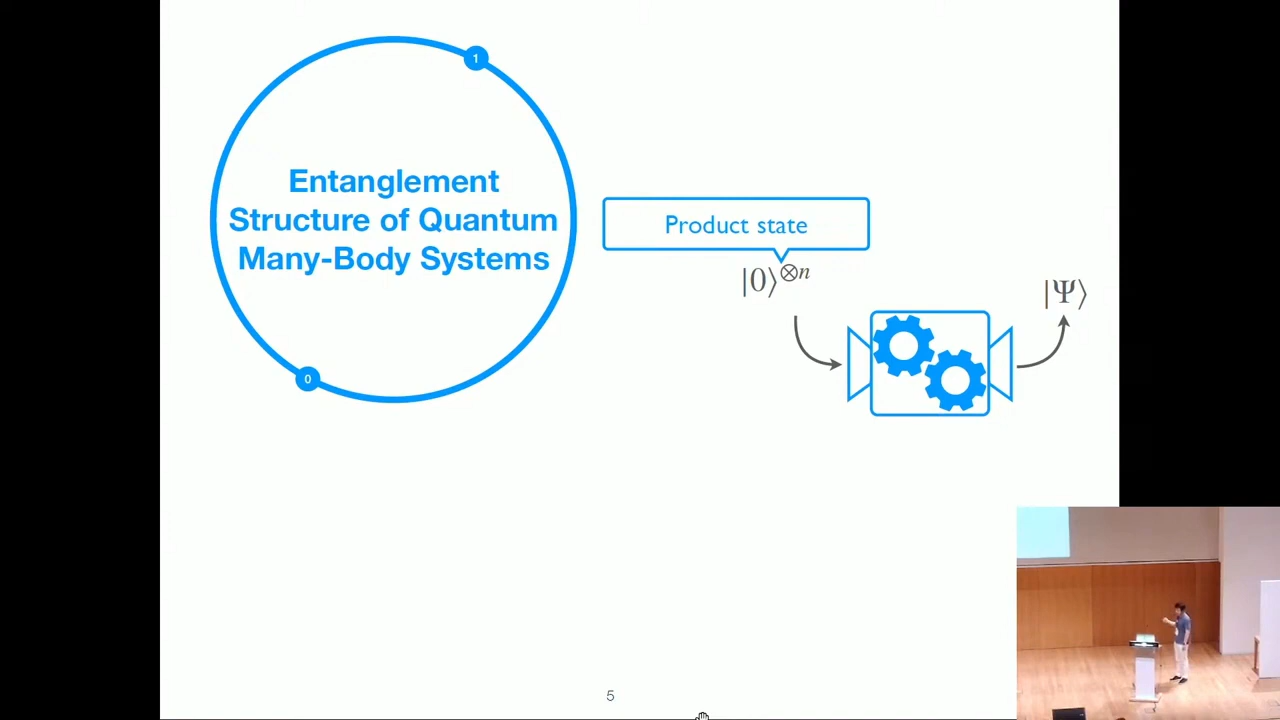 1
Entanglement
Structure of Quantum
Many-Body Systems
0
Product state
|0⟩⊗n
|Ψ⟩
5